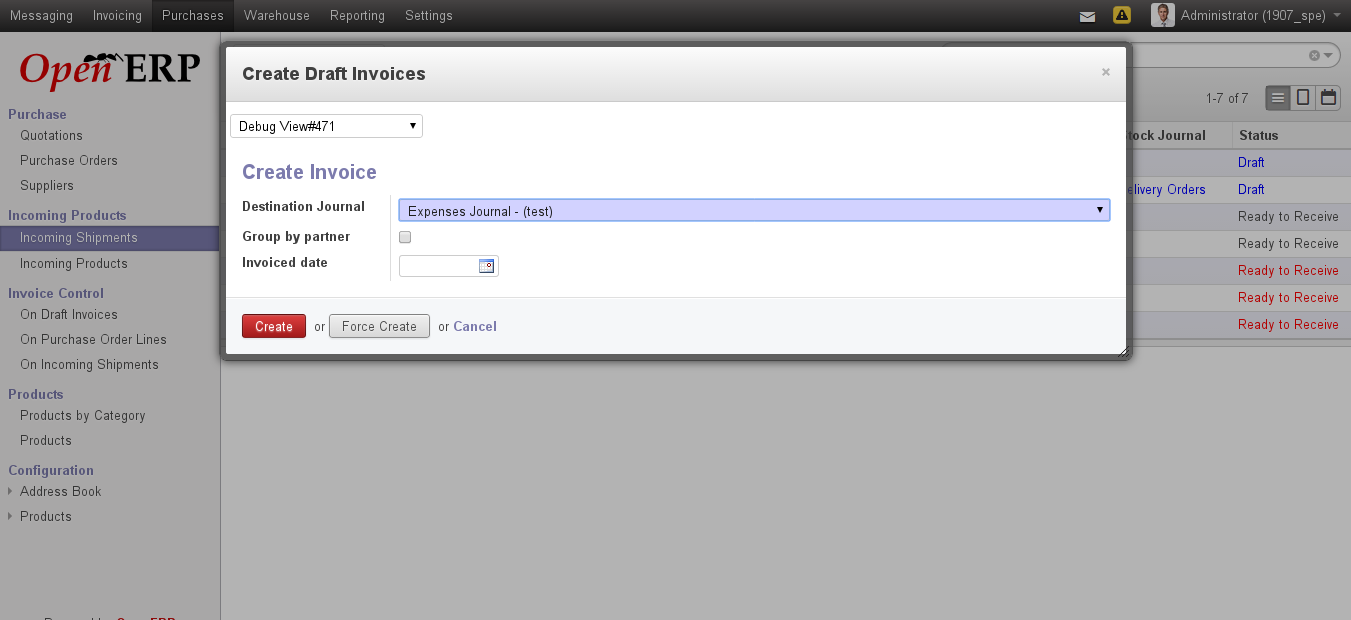 Messaging Invoicing Purchases Warehouse Reporting Settings Administrator (1907_spe)
Open ERP
Purchase
Quotations
Purchase Orders
Suppliers
Incoming Products
Incoming Shipments
Incoming Products
Invoice Control
On Draft Invoices
On Purchase Order Lines
On Incoming Shipments
Products
Products by Category
Products
Configuration
Address Book
Products
Create Draft Invoices ×
Debug View#471
Create Invoice
Destination Journal Expenses Journal - (test)
Group by partner
Invoiced date
Create or Force Create or Cancel
1-7 of 7
tock Journal Status
Draft
elivery Orders Draft
Ready to Receive
Ready to Receive
Ready to Receive
Ready to Receive
Ready to Receive